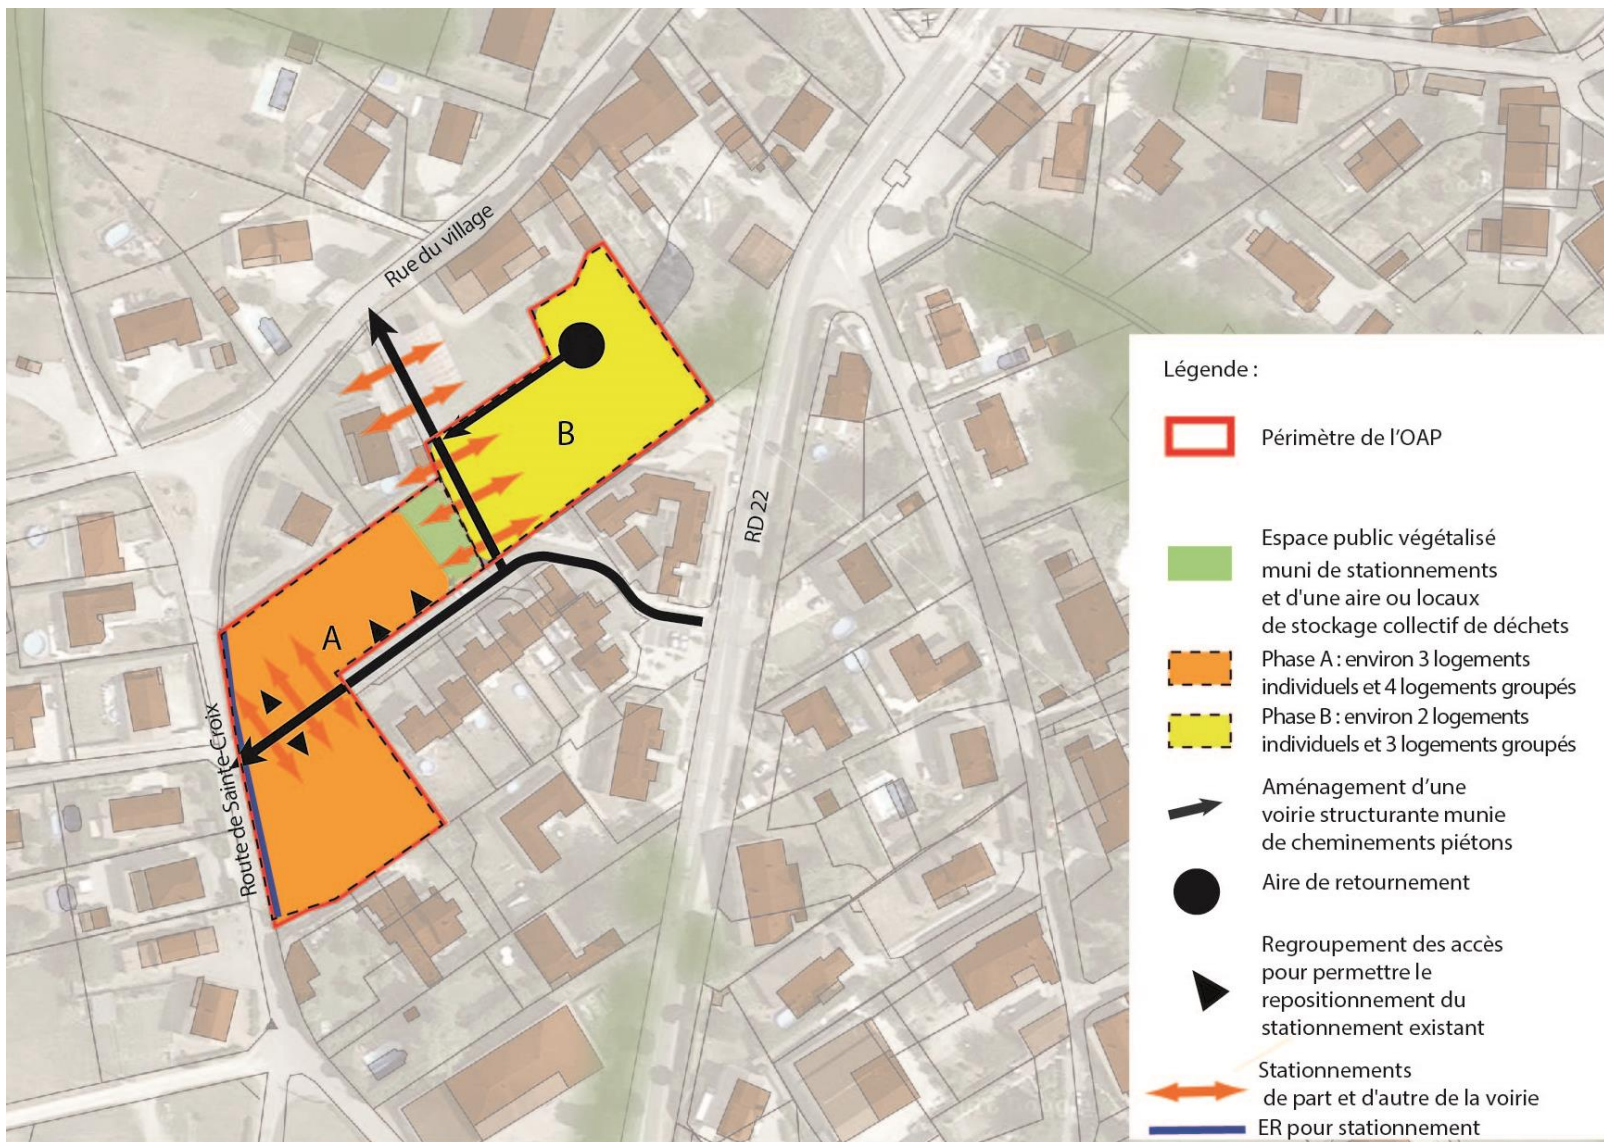 Rue du village
B
RD 22
A
Route de Sainte-Croix
Légende :
Périmètre de l'OAP
Espace public végétalisé
muni de stationnements
et d'une aire ou locaux
de stockage collectif de déchets
Phase A : environ 3 logements
individuels et 4 logements groupés
Phase B : environ 2 logements
individuels et 3 logements groupés
Aménagement d'une
voirie structurante munie
de cheminements piétons
Aire de retournement
Regroupement des accès
pour permettre le
repositionnement du
stationnement existant
Stationnements
de part et d'autre de la voirie
ER pour stationnement